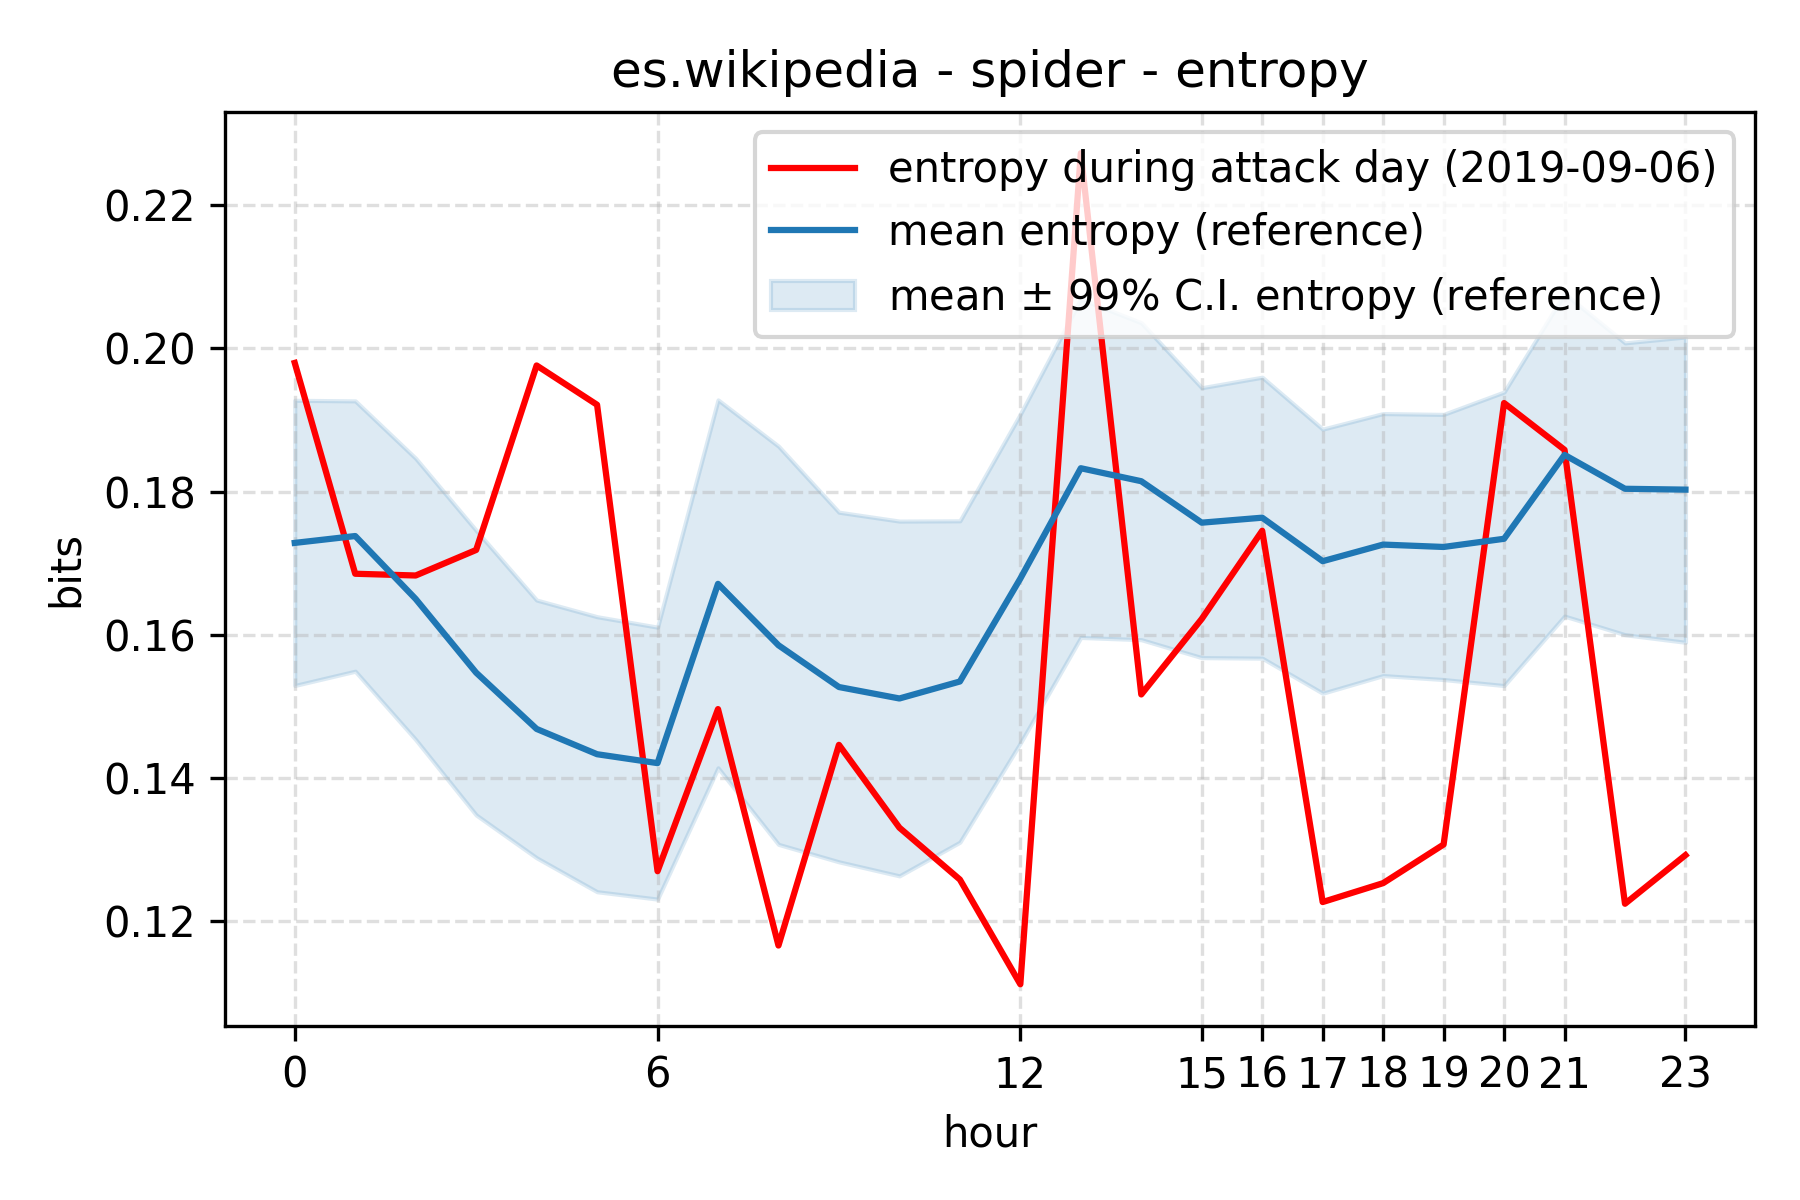 es.wikipedia - spider - entropy
entropy during attack day (2019-09-06)
mean entropy (reference)
mean ± 99% C.I. entropy (reference)
bits
0.22
0.20
0.18
0.16
0.14
0.12
0 6 12 15 16 17 18 19 20 21 23
hour